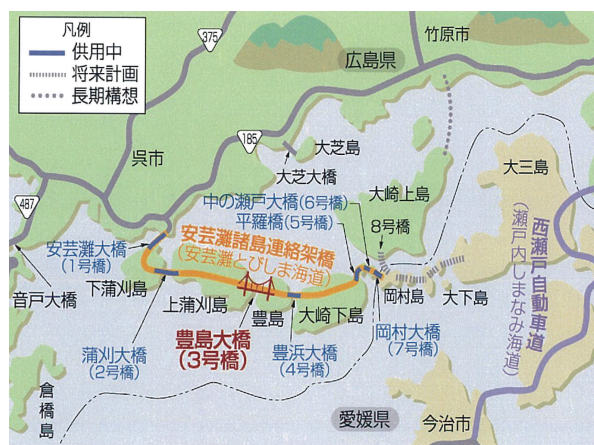 凡例
供用中
将来計画
長期構想
375
竹原市
広島県
185
大芝島
大芝大橋
大三島
呉市
中の瀬戸大橋(6号橋)
平羅橋(5号橋)
大崎上島
8号橋
487
安芸灘大橋
(1号橋)
安芸灘諸島連絡架橋
(安芸灘とびしま海道)
西瀬戸自動車道
(瀬戸内しまなみ海道)
音戸大橋
下蒲刈島
上蒲刈島
豊島
大崎下島
岡村島
大下島
蒲刈大橋
(2号橋)
豊島大橋
(3号橋)
豊浜大橋
(4号橋)
岡村大橋
(7号橋)
倉橋島
愛媛県
今治市